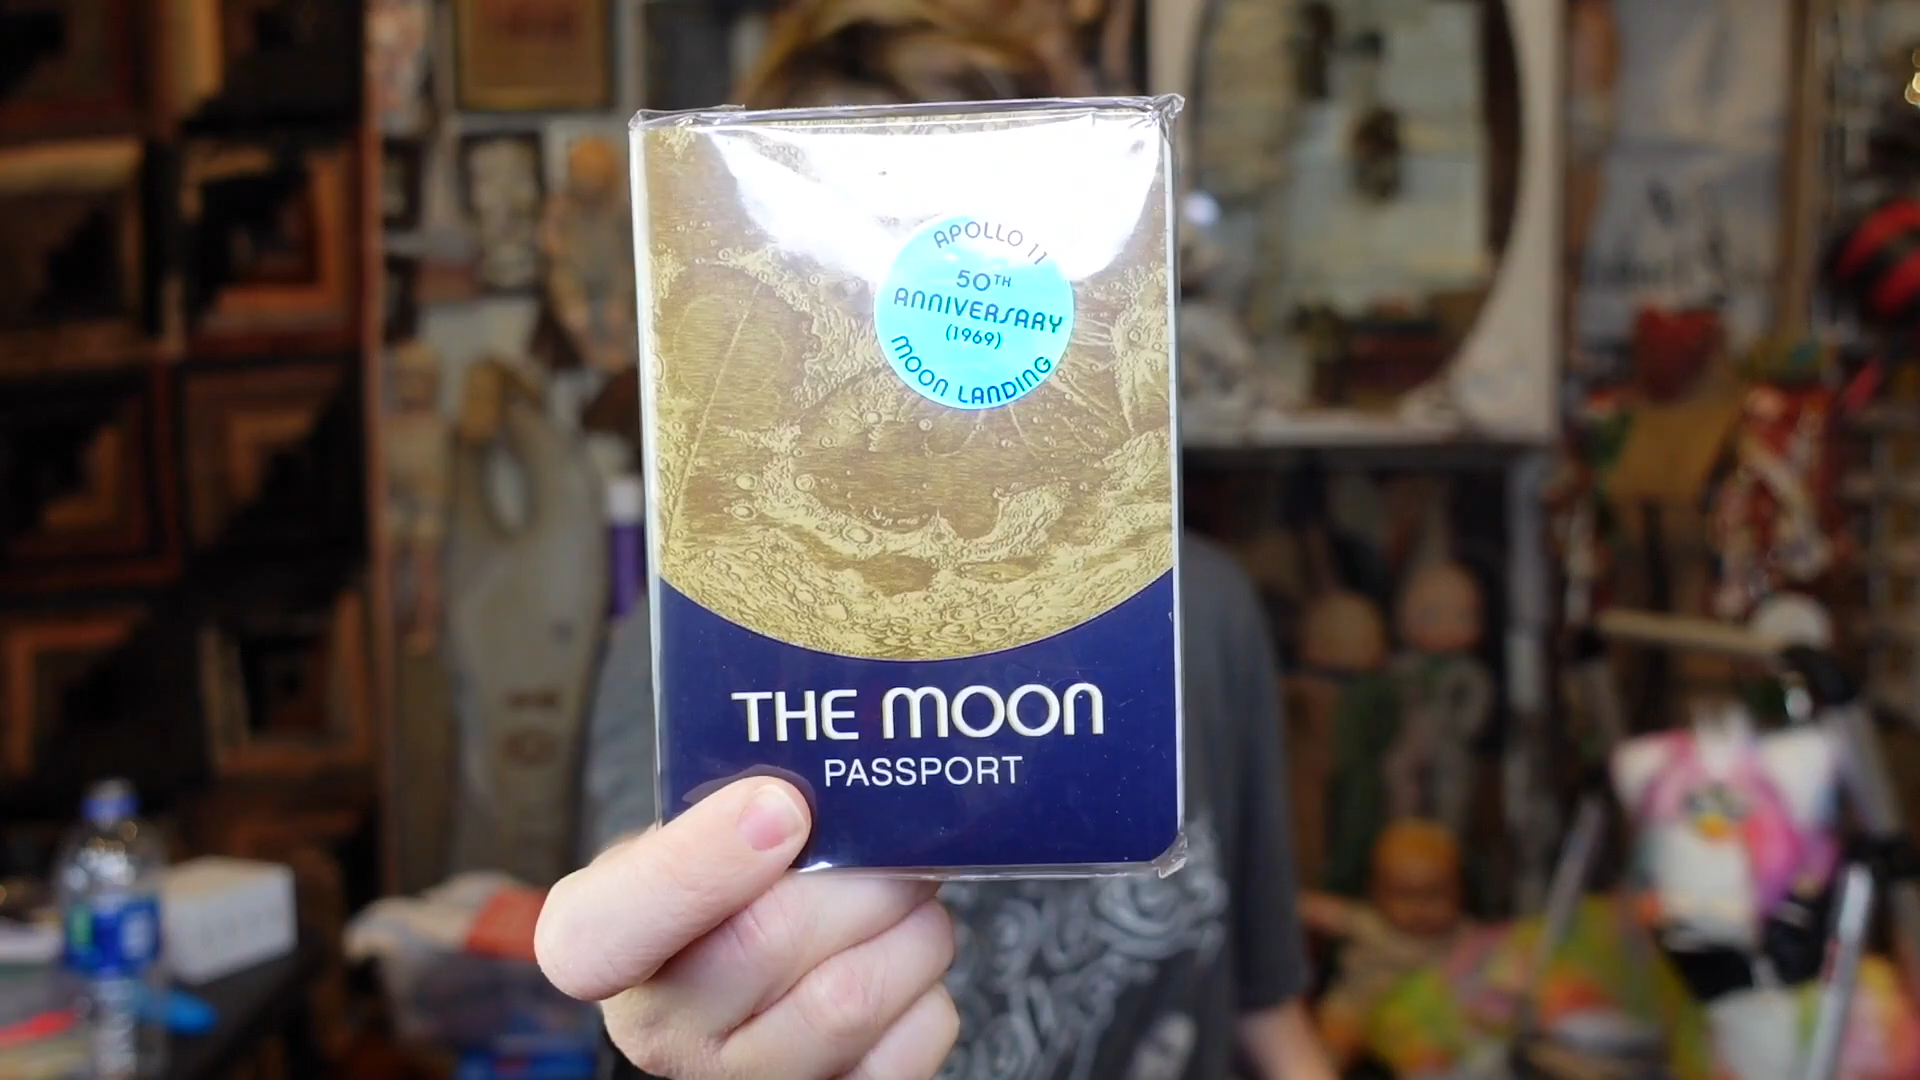 APOLLO 11
50TH
ANNIVERSARY
(1969)
MOON LANDING
THE MOON
PASSPORT